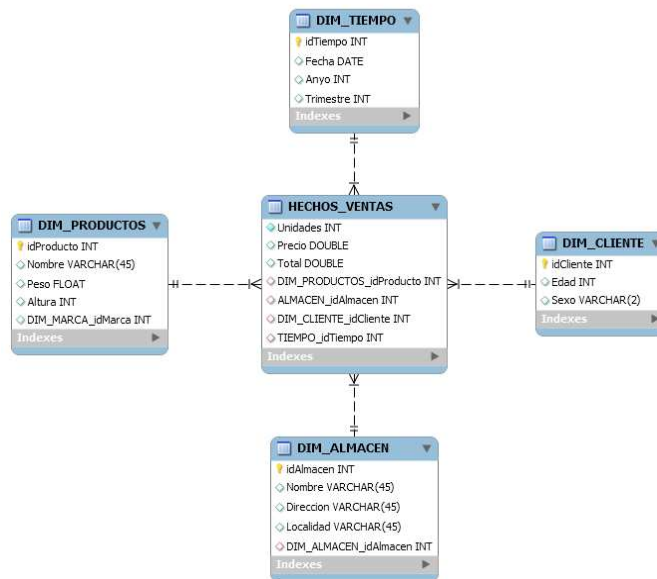 DIM_TIEMPO
idTiempo INT
Fecha DATE
Anyo INT
Trimestre INT
Indexes
DIM_PRODUCTOS
idProducto INT
Nombre VARCHAR(45)
Peso FLOAT
Altura INT
DIM_MARCA_idMarca INT
Indexes
HECHOS_VENTAS
Unidades INT
Precio DOUBLE
Total DOUBLE
DIM_PRODUCTOS_idProducto INT
ALMACEN_idAlmacen INT
DIM_CLIENTE_idCliente INT
TIEMPO_idTiempo INT
Indexes
DIM_CLIENTE
idCliente INT
Edad INT
Sexo VARCHAR(2)
Indexes
DIM_ALMACEN
idAlmacen INT
Nombre VARCHAR(45)
Direccion VARCHAR(45)
Localidad VARCHAR(45)
DIM_ALMACEN_idAlmacen INT
Indexes